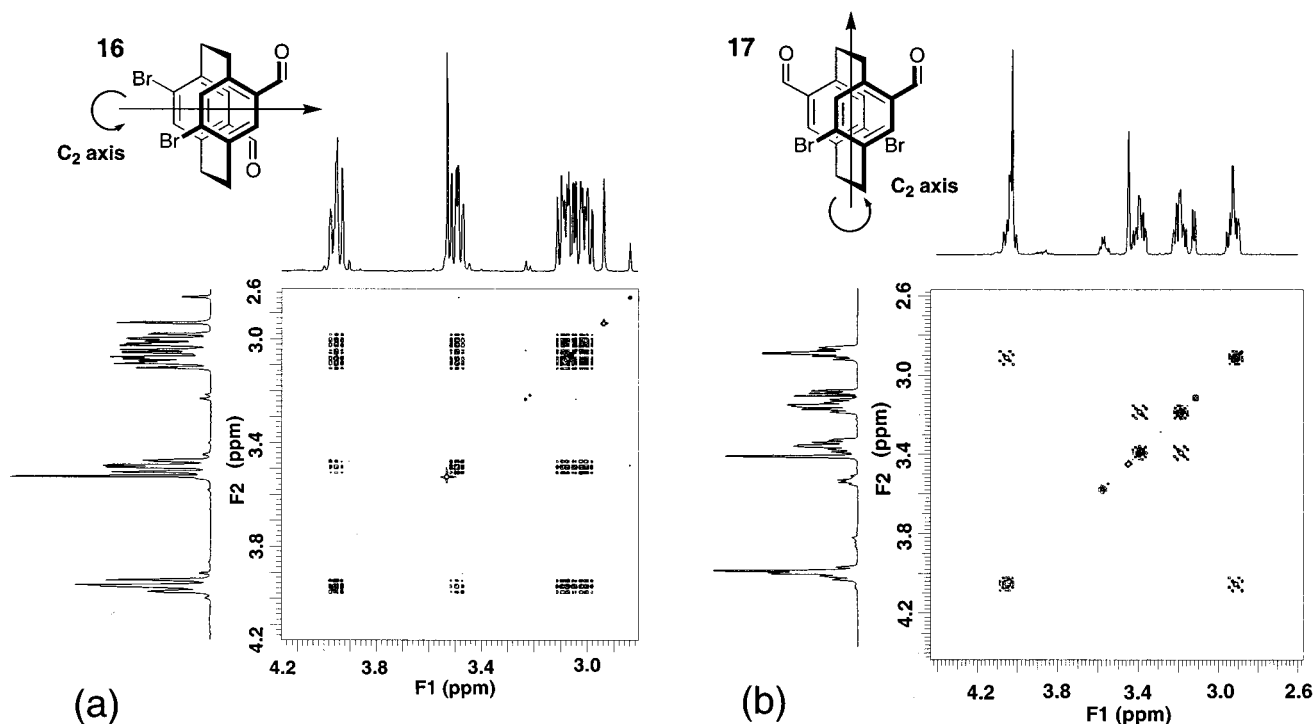 16
O
Br
Br
C2 axis
O
2.6
3.0
3.4
3.8
4.2
F2 (ppm)
4.2 3.8 3.4 3.0
F1 (ppm)
(a)
17
O
O
Br
Br
C2 axis
2.6
3.0
3.4
3.8
4.2
F2 (ppm)
4.2 3.8 3.4 3.0 2.6
F1 (ppm)
(b)